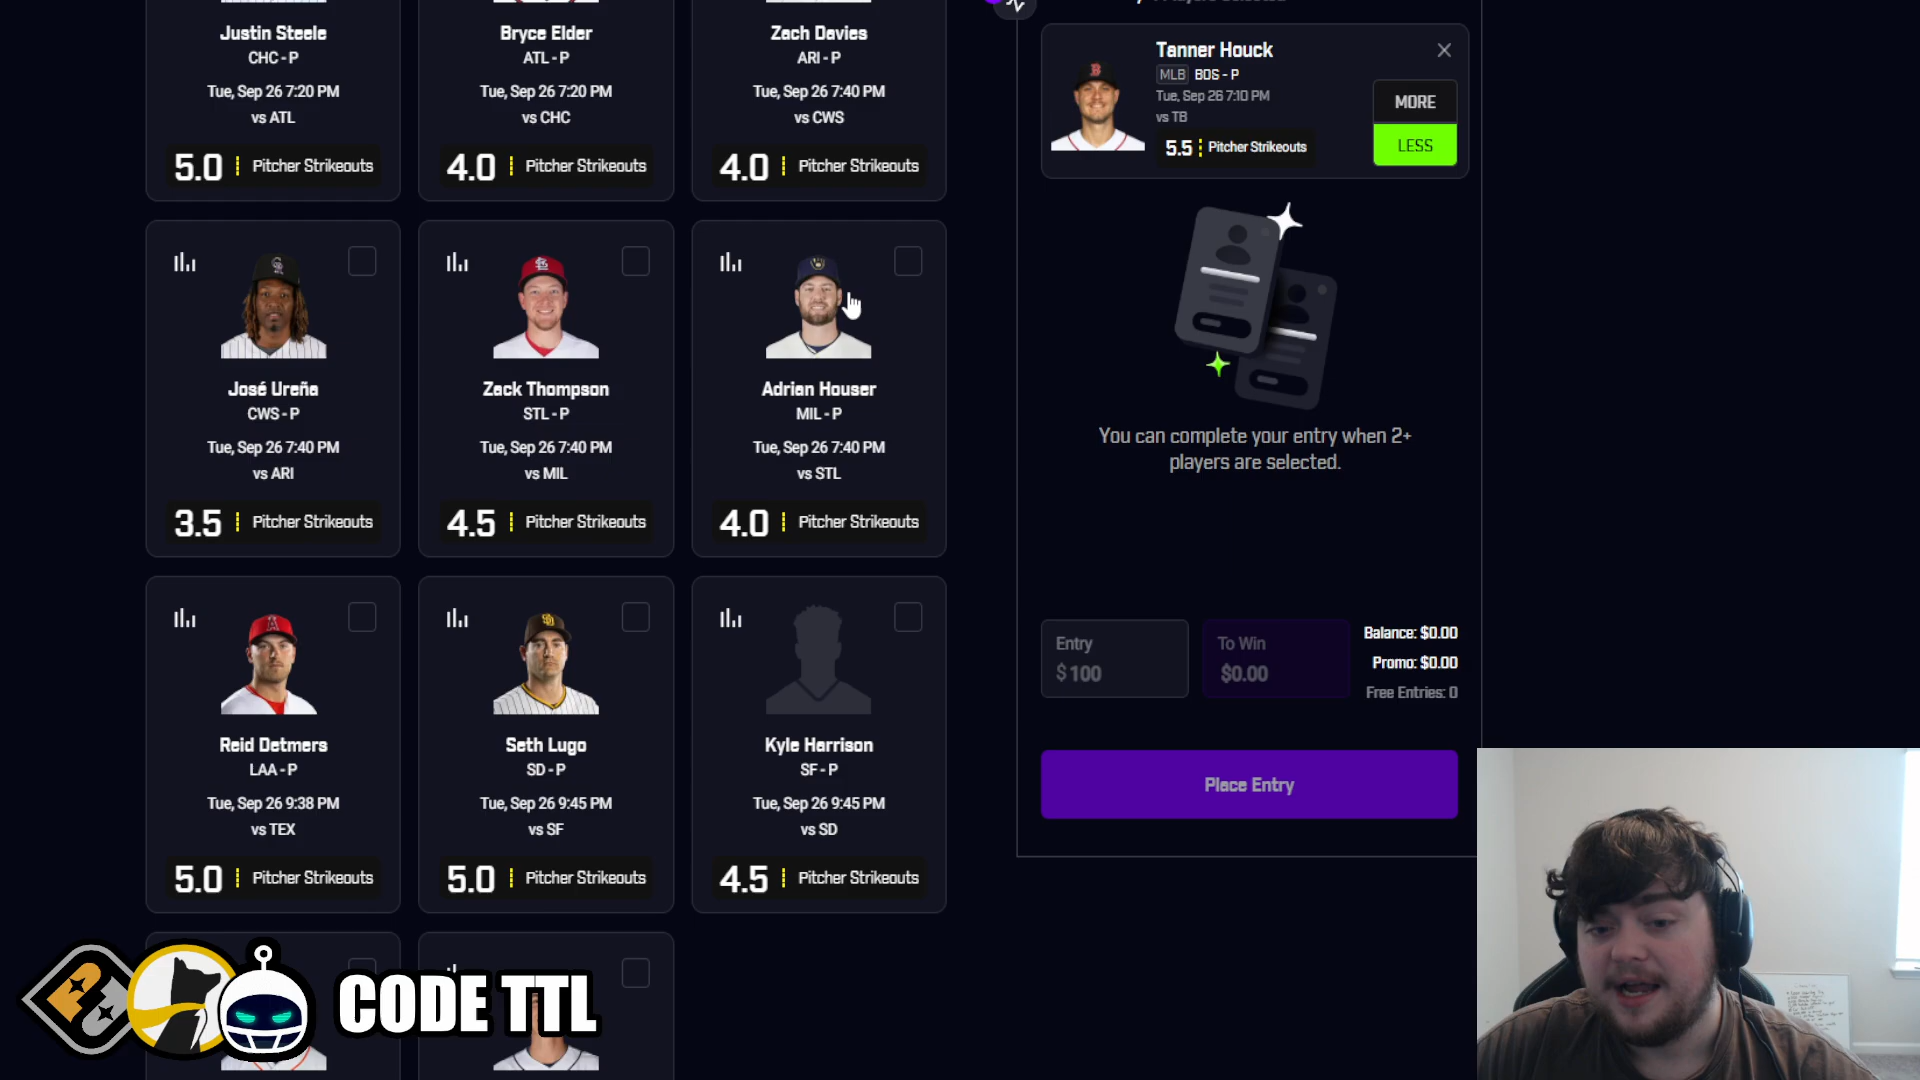 Justin Steele
CHC - P
Tue, Sep 26 7:20 PM
vs ATL
5.0 Pitcher Strikeouts
Bryce Elder
ATL - P
Tue, Sep 26 7:20 PM
vs CHC
4.0 Pitcher Strikeouts
Zach Davies
ARI - P
Tue, Sep 26 7:40 PM
vs CWS
4.0 Pitcher Strikeouts
José Ureña
CWS - P
Tue, Sep 26 7:40 PM
vs ARI
3.5 Pitcher Strikeouts
Zack Thompson
STL - P
Tue, Sep 26 7:40 PM
vs MIL
4.5 Pitcher Strikeouts
Adrian Houser
MIL - P
Tue, Sep 26 7:40 PM
vs STL
4.0 Pitcher Strikeouts
Reid Detmers
LAA - P
Tue, Sep 26 9:38 PM
vs TEX
5.0 Pitcher Strikeouts
Seth Lugo
SD - P
Tue, Sep 26 9:45 PM
vs SF
5.0 Pitcher Strikeouts
Kyle Harrison
SF - P
Tue, Sep 26 9:45 PM
vs SD
4.5 Pitcher Strikeouts
CODE TTL
Tanner Houck
MLB BOS - P
Tue, Sep 26 7:10 PM
vs TB
5.5 Pitcher Strikeouts
MORE
LESS
You can complete your entry when 2+
players are selected.
Entry
$ 100
To Win
$0.00
Balance: $0.00
Promo: $0.00
Free Entries: 0
Place Entry